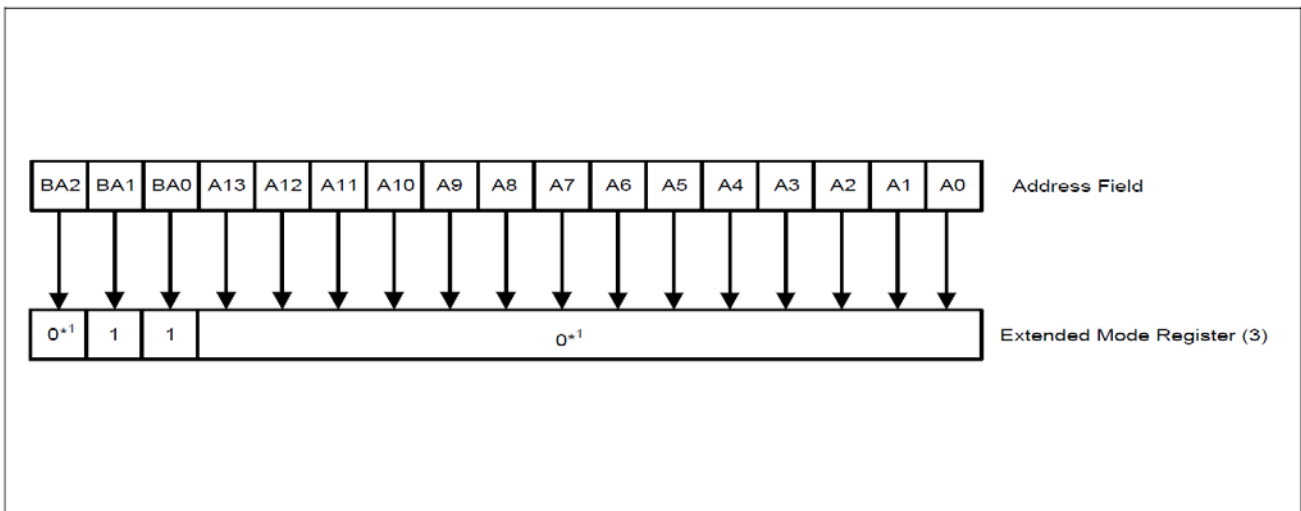 BA2 BA1 BA0 A13 A12 A11 A10 A9 A8 A7 A6 A5 A4 A3 A2 A1 A0 Address Field
0*¹ 1 1 0*¹ Extended Mode Register (3)